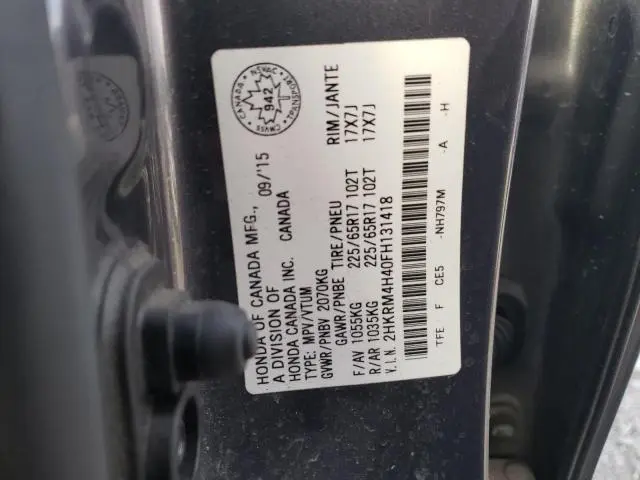 CANADA
942
TRANSPORT
HONDA OF CANADA MFG., 09/'15
A DIVISION OF
HONDA CANADA INC. CANADA
TYPE: MPV/VTUM
GVWR/PNBV 2070KG
GAWR/PNBE TIRE/PNEU RIM/JANTE
F/AV 1055KG 225/65R17 102T 17X7J
R/AR 1035KG 225/65R17 102T 17X7J
V.I.N. 2HKRM4H40FH131418
TFE F CE5 -NH797M -A -H